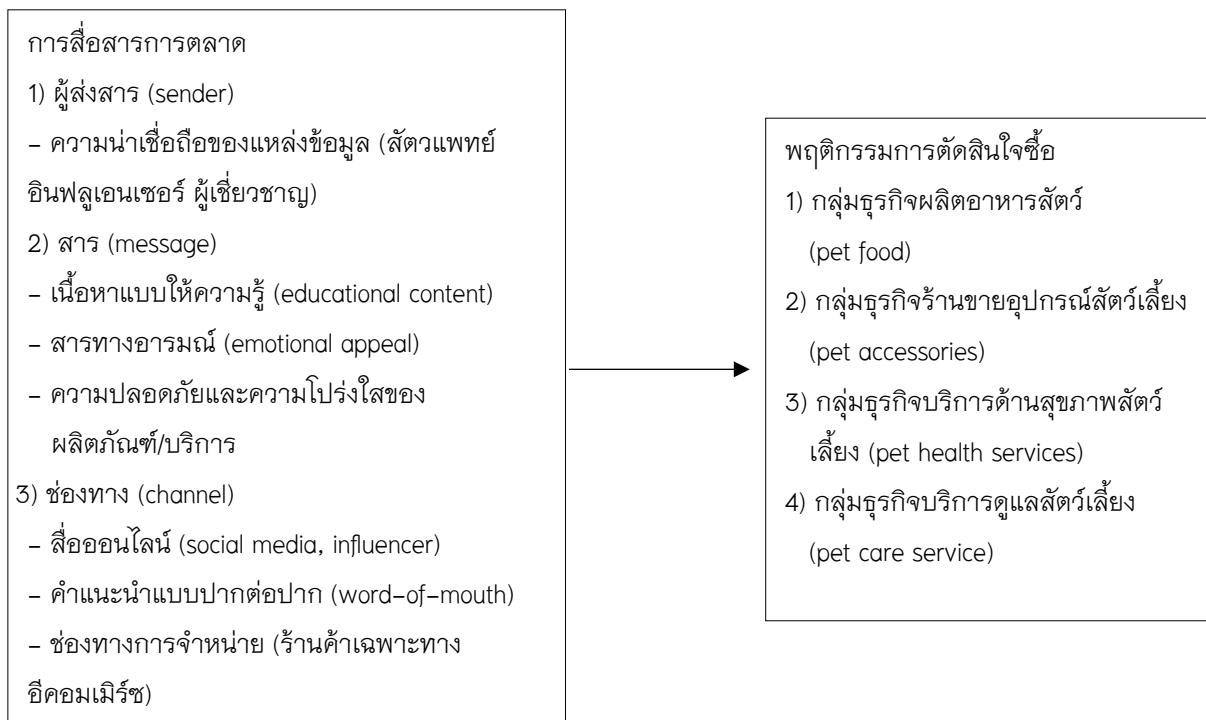 การสื่อสารการตลาด
1) ผู้ส่งสาร (sender)
– ความน่าเชื่อถือของแหล่งข้อมูล (สัตวแพทย์
อินฟลูเอนเซอร์ ผู้เชี่ยวชาญ)
2) สาร (message)
– เนื้อหาแบบให้ความรู้ (educational content)
– สารทางอารมณ์ (emotional appeal)
– ความปลอดภัยและความโปร่งใสของ
ผลิตภัณฑ์/บริการ
3) ช่องทาง (channel)
– สื่อออนไลน์ (social media, influencer)
– คำแนะนำแบบปากต่อปาก (word–of–mouth)
– ช่องทางการจำหน่าย (ร้านค้าเฉพาะทาง
อีคอมเมิร์ซ)
พฤติกรรมการตัดสินใจซื้อ
1) กลุ่มธุรกิจผลิตอาหารสัตว์
(pet food)
2) กลุ่มธุรกิจร้านขายอุปกรณ์สัตว์เลี้ยง
(pet accessories)
3) กลุ่มธุรกิจบริการด้านสุขภาพสัตว์
เลี้ยง (pet health services)
4) กลุ่มธุรกิจบริการดูแลสัตว์เลี้ยง
(pet care service)